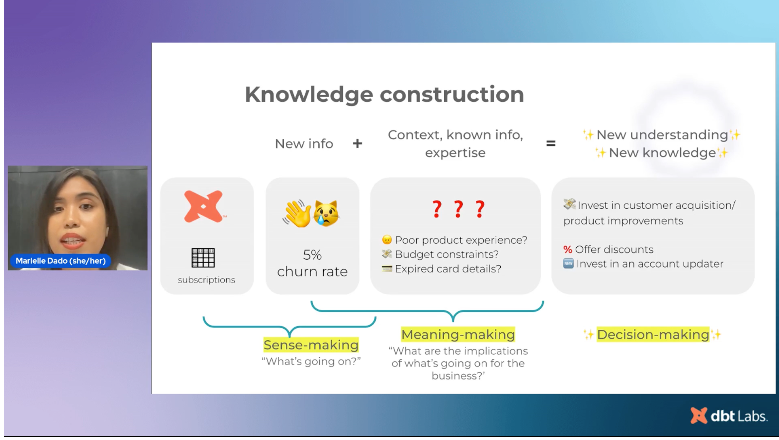 Knowledge construction
New info + Context, known info, = ✨New understanding✨
expertise ✨New knowledge✨
subscriptions
5%
churn rate
❓ ❓ ❓
Poor product experience?
Budget constraints?
Expired card details?
Invest in customer acquisition/
product improvements
% Offer discounts
Invest in an account updater
Sense-making
“What’s going on?”
Meaning-making
“What are the implications
of what’s going on for the
business?’
✨Decision-making✨
Marielle Dado (she/her)
dbt Labs.